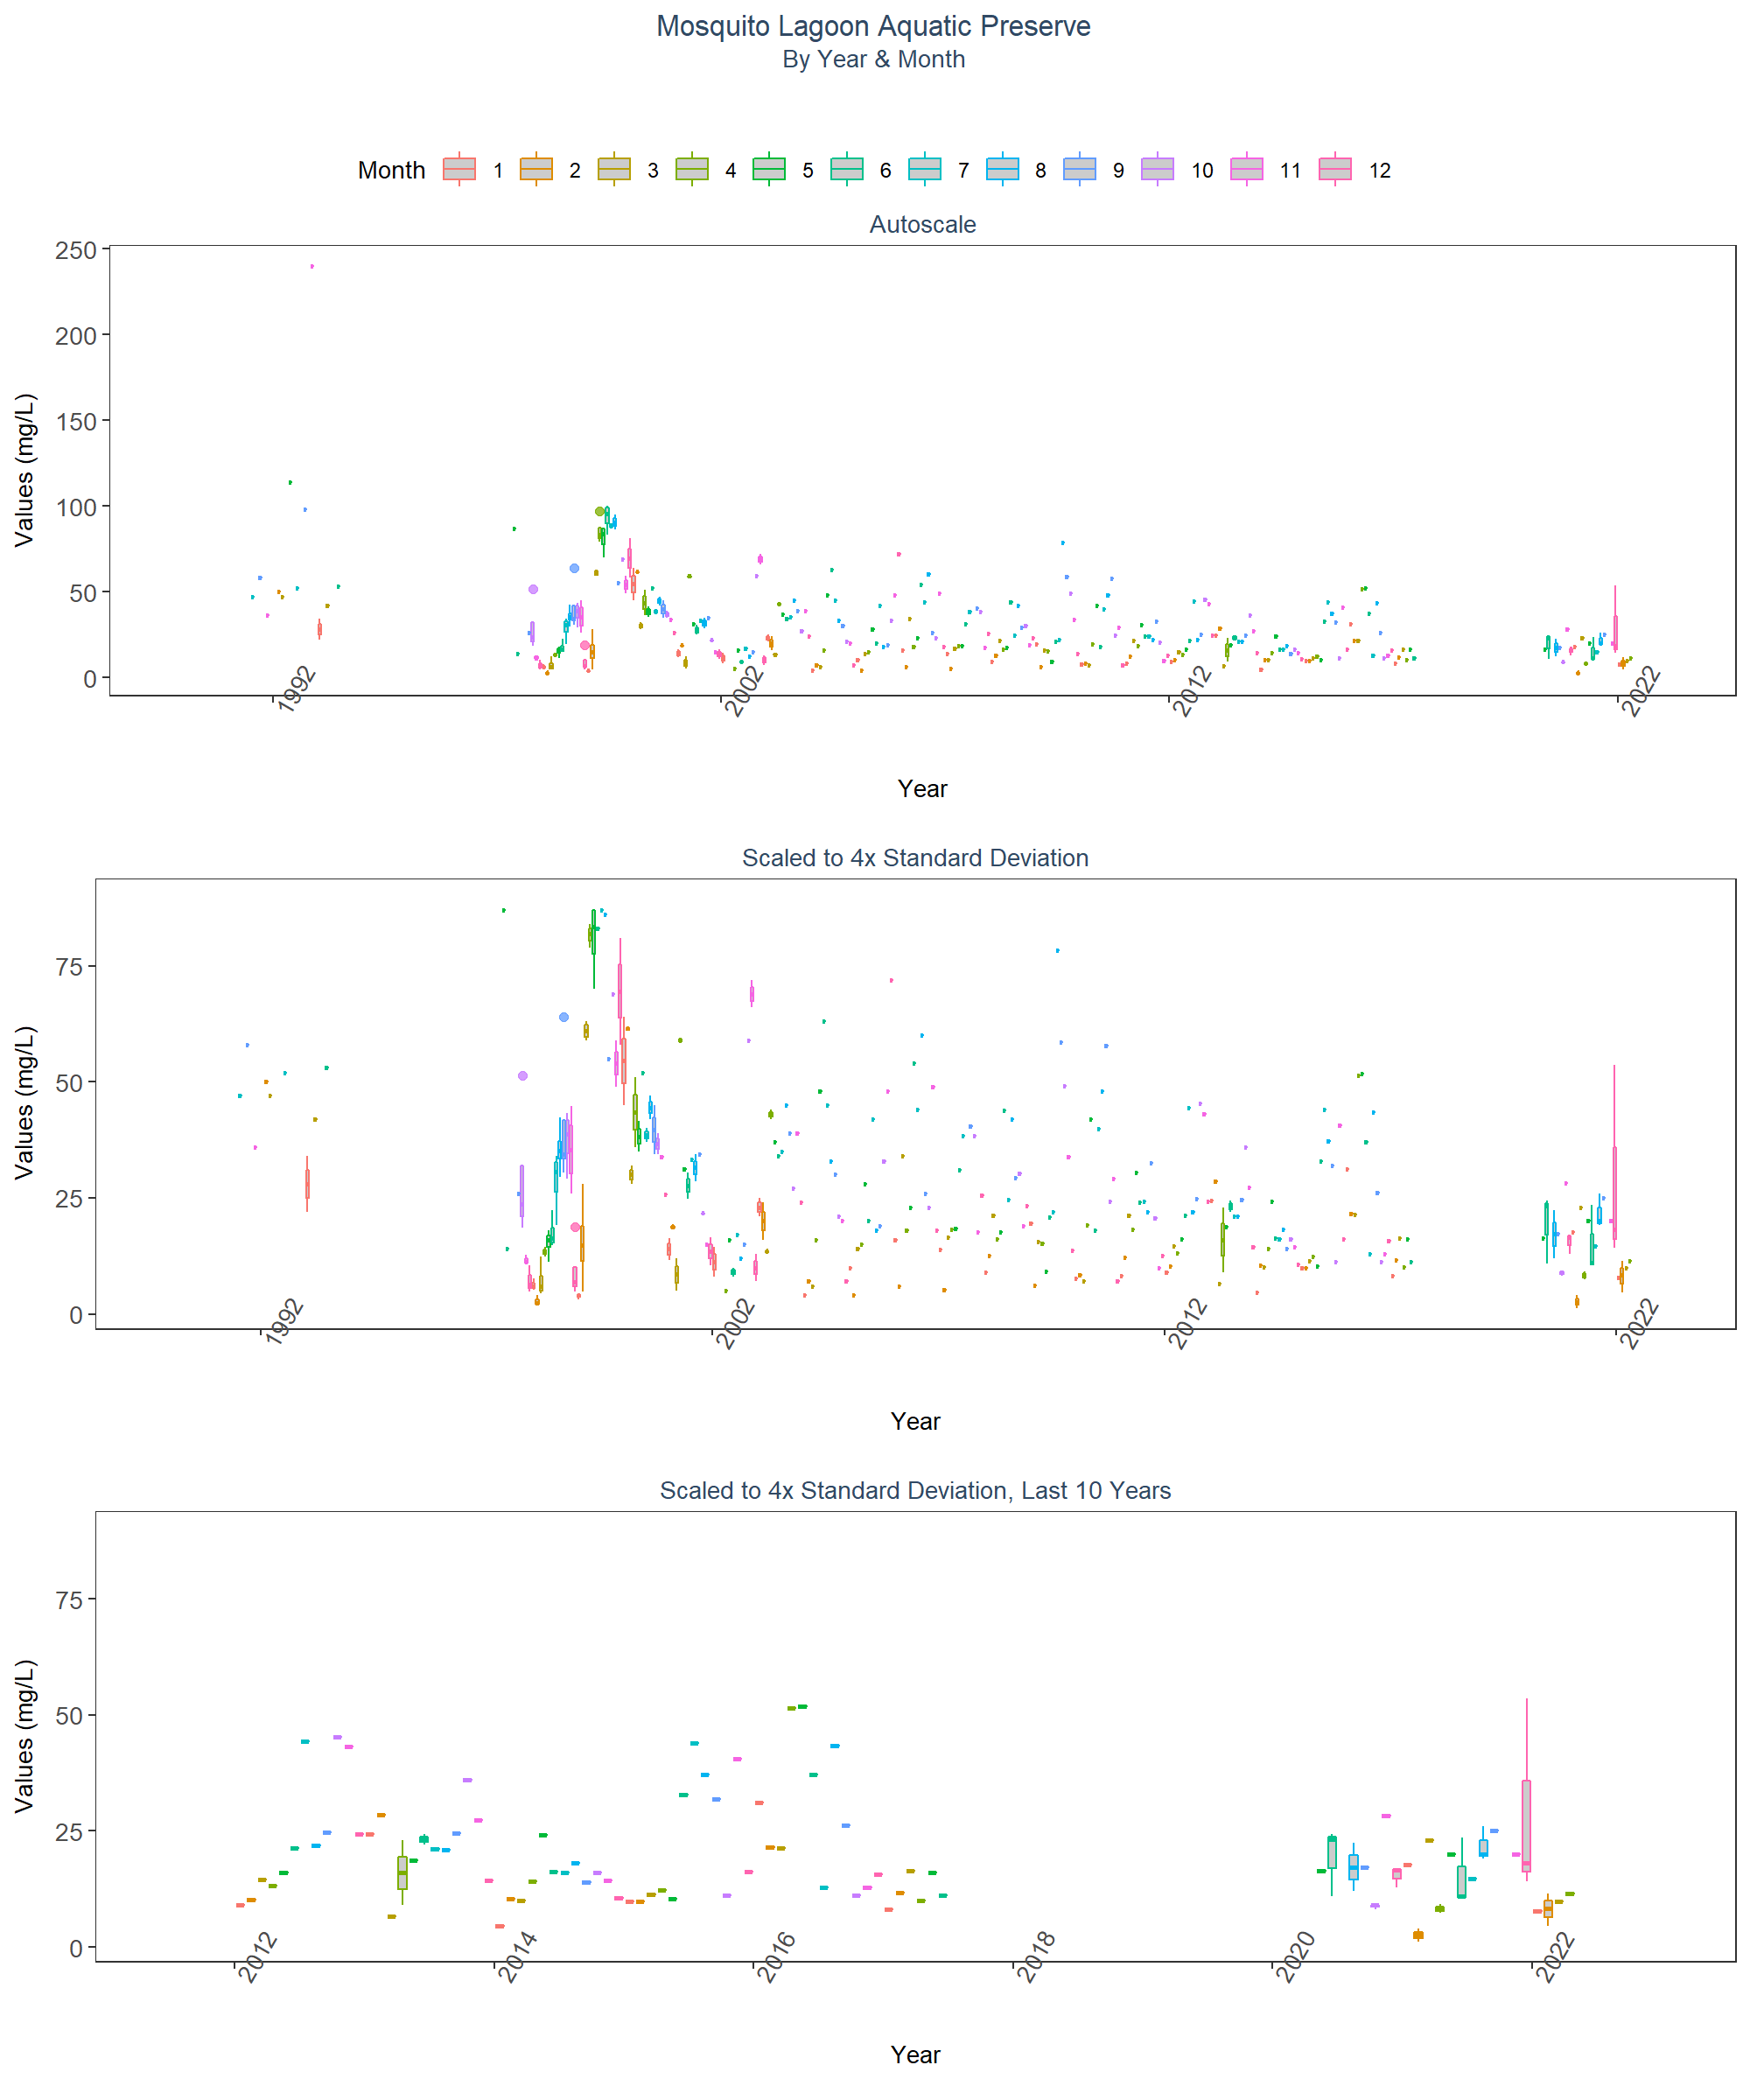 Mosquito Lagoon Aquatic Preserve
By Year & Month
Month 1 2 3 4 5 6 7 8 9 10 11 12
Autoscale
Values (mg/L)
250
200
150
100
50
0
1992 2002 2012 2022
Year
Scaled to 4x Standard Deviation
Values (mg/L)
75
50
25
0
1992 2002 2012 2022
Year
Scaled to 4x Standard Deviation, Last 10 Years
Values (mg/L)
75
50
25
0
2012 2014 2016 2018 2020 2022
Year